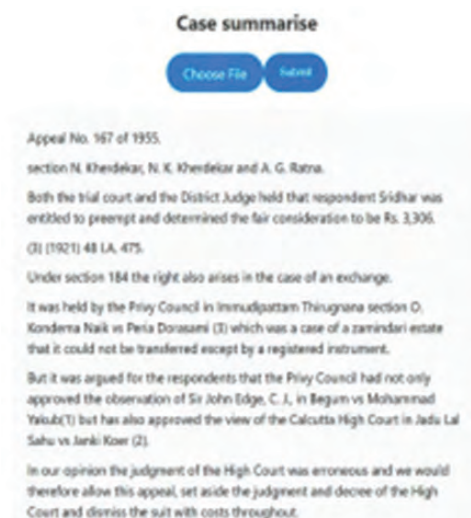 Case summarise
Choose File
Submit
Appeal No. 167 of 1955.
section N. Kherdekar, N. K. Kherdekar and A. G. Ratna.
Both the trial court and the District Judge held that respondent Sridhar was
entitled to preempt and determined the fair consideration to be Rs. 3,306.
(3) (1921) 48 I.A. 475.
Under section 184 the right also arises in the case of an exchange.
It was held by the Privy Council in Immudipattam Thirugnana section O.
Kondema Naik vs Peria Dorasami (3) which was a case of a zamindari estate
that it could not be transferred except by a registered instrument.
But it was argued for the respondents that the Privy Council had not only
approved the observation of Sir John Edge, C. J., in Begum vs Mohammad
Yakub(1) but has also approved the view of the Calcutta High Court in Jadu Lal
Sahu vs Janki Koer (2).
In our opinion the judgment of the High Court was erroneous and we would
therefore allow this appeal, set aside the judgment and decree of the High
Court and dismiss the suit with costs throughout.